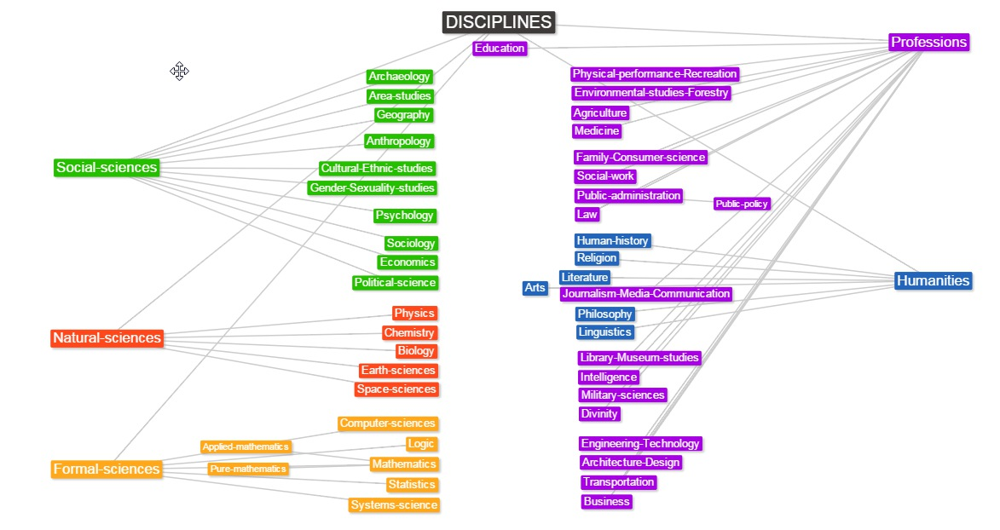 DISCIPLINES
Education
Professions
Archaeology
Area-studies
Geography
Anthropology
Social-sciences
Cultural-Ethnic-studies
Gender-Sexuality-studies
Psychology
Sociology
Economics
Political-science
Natural-sciences
Physics
Chemistry
Biology
Earth-sciences
Space-sciences
Computer-sciences
Applied-mathematics
Logic
Formal-sciences
Pure-mathematics
Mathematics
Statistics
Systems-science
Physical-performance-Recreation
Environmental-studies-Forestry
Agriculture
Medicine
Family-Consumer-science
Social-work
Public-administration
Public-policy
Law
Human-history
Religion
Literature
Humanities
Arts
Journalism-Media-Communication
Philosophy
Linguistics
Library-Museum-studies
Intelligence
Military-sciences
Divinity
Engineering-Technology
Architecture-Design
Transportation
Business